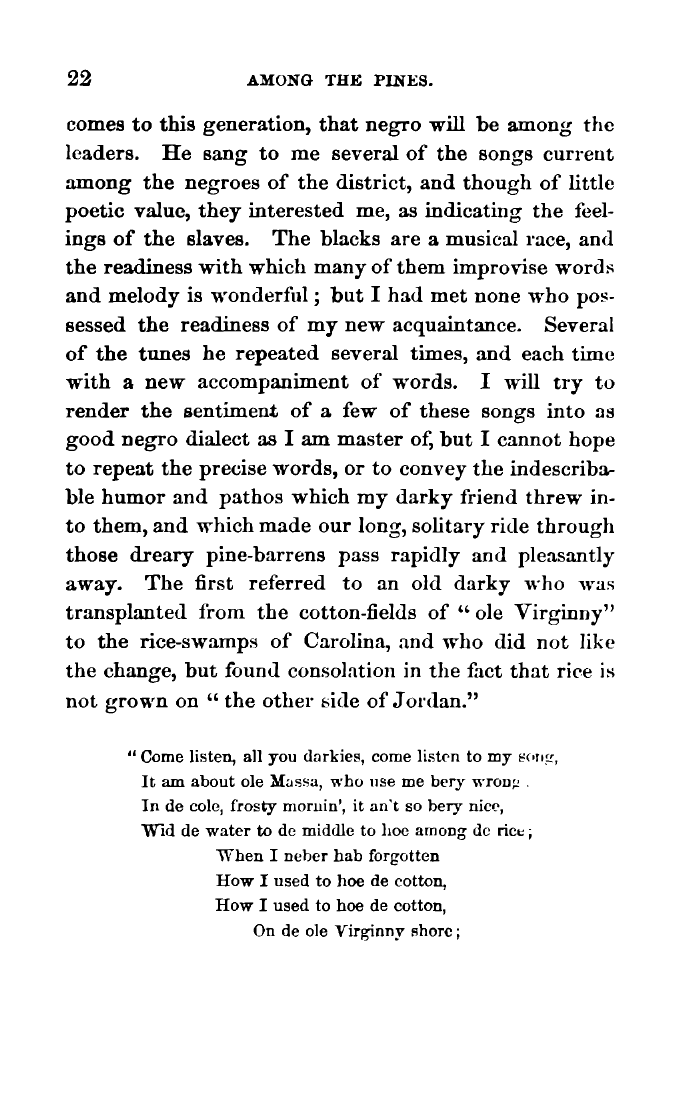 22 AMONG THE PINES.
comes to this generation, that negro will be among the
leaders. He sang to me several of the songs current
among the negroes of the district, and though of little
poetic value, they interested me, as indicating the feel-
ings of the slaves. The blacks are a musical race, and
the readiness with which many of them improvise words
and melody is wonderful; but I had met none who pos-
sessed the readiness of my new acquaintance. Several
of the tunes he repeated several times, and each time
with a new accompaniment of words. I will try to
render the sentiment of a few of these songs into as
good negro dialect as I am master of, but I cannot hope
to repeat the precise words, or to convey the indescriba-
ble humor and pathos which my darky friend threw in-
to them, and which made our long, solitary ride through
those dreary pine-barrens pass rapidly and pleasantly
away. The first referred to an old darky who was
transplanted from the cotton-fields of "ole Virginny"
to the rice-swamps of Carolina, and who did not like
the change, but found consolation in the fact that rice is
not grown on "the other side of Jordan."
"Come listen, all you darkies, come listen to my song,
It am about ole Massa, who use me bery wrong.
In de cole, frosty mornin', it an't so bery nice,
Wid de water to de middle to hoe among de rice;
When I neber hab forgotten
How I used to hoe de cotton,
How I used to hoe de cotton,
On de ole Virginny shore;